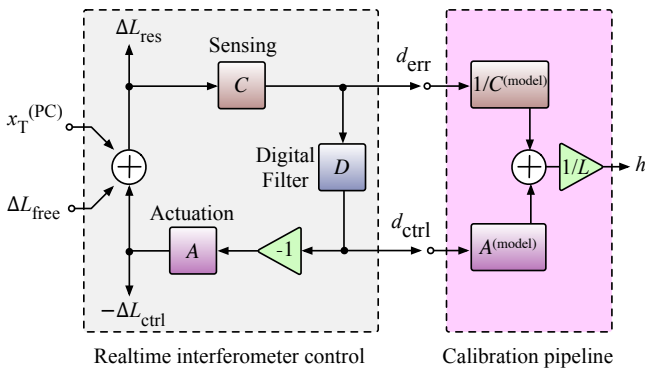 ΔL_res
Sensing
d_err
C
1/C^(model)
x_T^(PC)
Digital
Filter
D
+
+
1/L
h
ΔL_free
Actuation
d_ctrl
A
-1
A^(model)
−ΔL_ctrl
Realtime interferometer control
Calibration pipeline